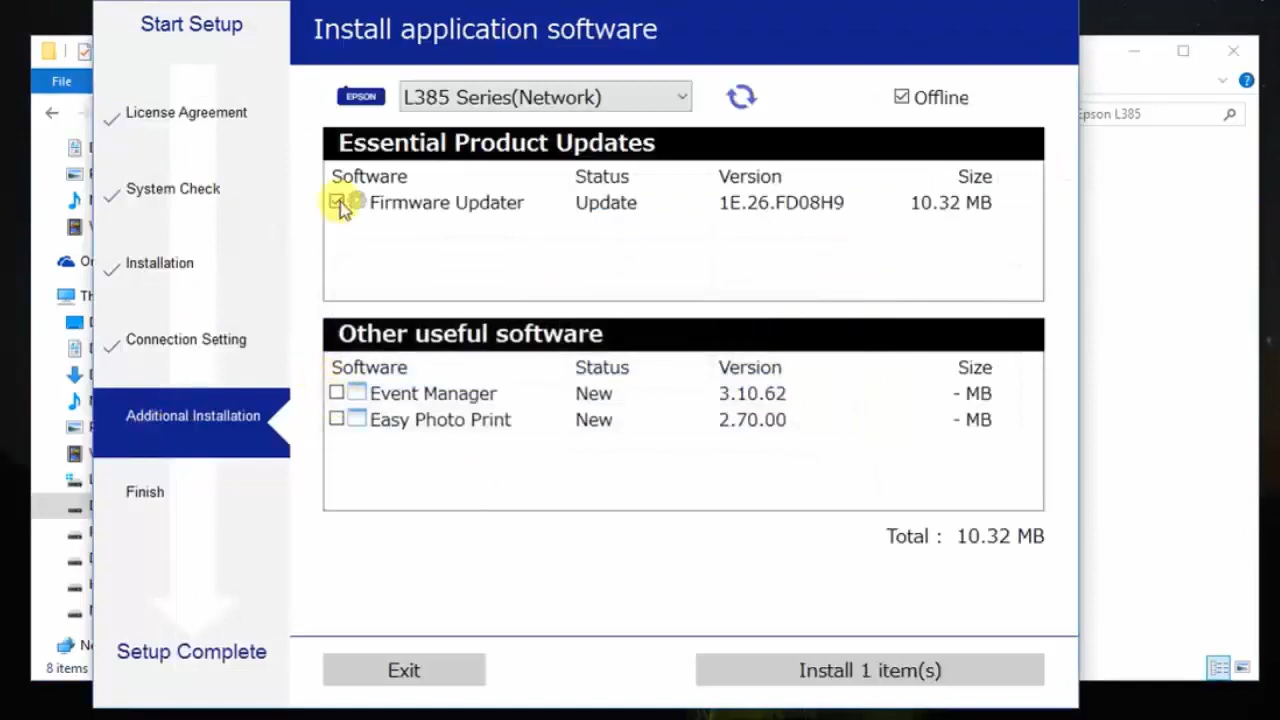 Start Setup
License Agreement
System Check
Installation
Connection Setting
Additional Installation
Finish
Setup Complete
Install application software
EPSON
L385 Series(Network)
Offline
Essential Product Updates
Software Status Version Size
Firmware Updater Update 1E.26.FD08H9 10.32 MB
Other useful software
Software Status Version Size
Event Manager New 3.10.62 - MB
Easy Photo Print New 2.70.00 - MB
Total : 10.32 MB
Exit
Install 1 item(s)
File
pson L385
8 items